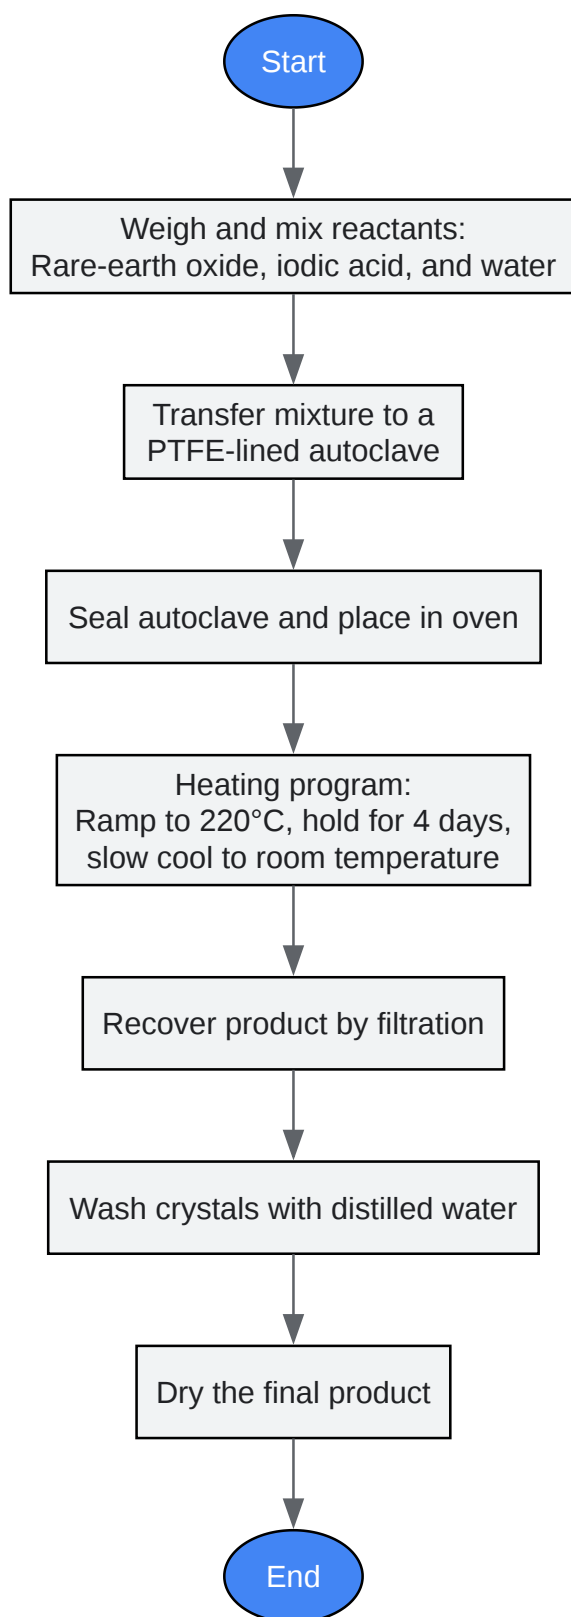 Start
Weigh and mix reactants:
Rare-earth oxide, iodic acid, and water
Transfer mixture to a
PTFE-lined autoclave
Seal autoclave and place in oven
Heating program:
Ramp to 220°C, hold for 4 days,
slow cool to room temperature
Recover product by filtration
Wash crystals with distilled water
Dry the final product
End